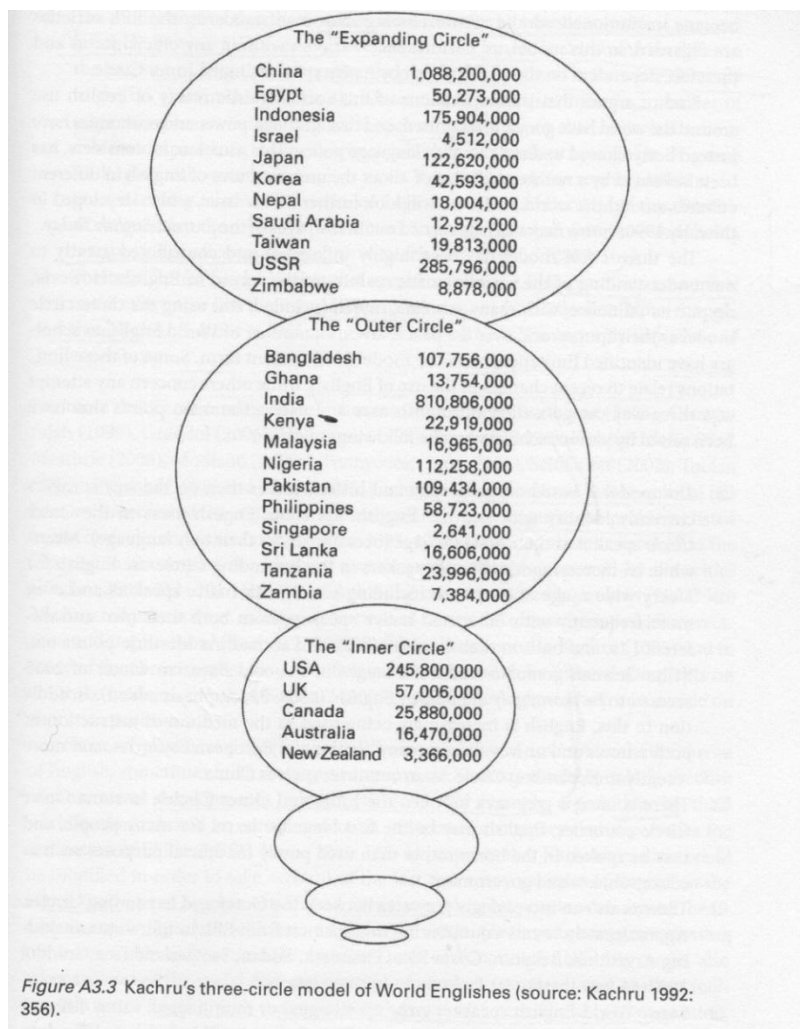 The "Expanding Circle"
China 1,088,200,000
Egypt 50,273,000
Indonesia 175,904,000
Israel 4,512,000
Japan 122,620,000
Korea 42,593,000
Nepal 18,004,000
Saudi Arabia 12,972,000
Taiwan 19,813,000
USSR 285,796,000
Zimbabwe 8,878,000
The "Outer Circle"
Bangladesh 107,756,000
Ghana 13,754,000
India 810,806,000
Kenya 22,919,000
Malaysia 16,965,000
Nigeria 112,258,000
Pakistan 109,434,000
Philippines 58,723,000
Singapore 2,641,000
Sri Lanka 16,606,000
Tanzania 23,996,000
Zambia 7,384,000
The "Inner Circle"
USA 245,800,000
UK 57,006,000
Canada 25,880,000
Australia 16,470,000
New Zealand 3,366,000
Figure A3.3 Kachru's three-circle model of World Englishes (source: Kachru 1992:
356).